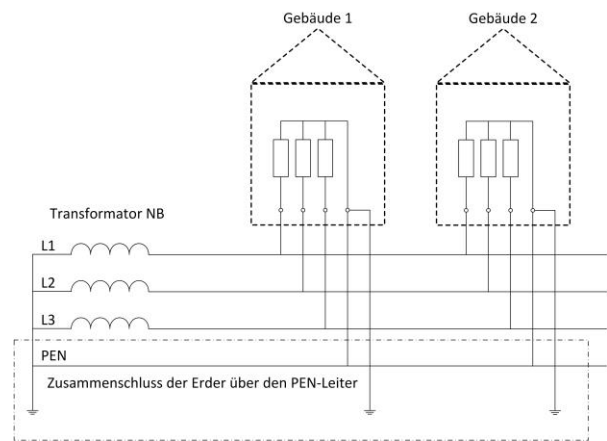 Gebäude 1
Gebäude 2
Transformator NB
L1
L2
L3
PEN
Zusammenschluss der Erder über den PEN-Leiter